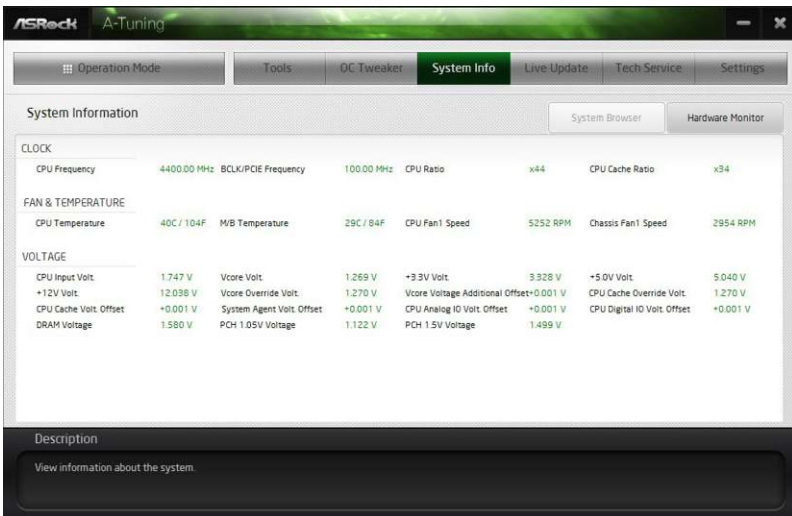 ASRock A-Tuning
Operation Mode Tools OC Tweaker System Info Live Update Tech Service Settings
System Information System Browser Hardware Monitor
CLOCK
CPU Frequency 4400.00 MHz BCLK/PCIE Frequency 100.00 MHz CPU Ratio x44 CPU Cache Ratio x34
FAN & TEMPERATURE
CPU Temperature 40C / 104F M/B Temperature 29C / 84F CPU Fan1 Speed 5252 RPM Chassis Fan1 Speed 2954 RPM
VOLTAGE
CPU Input Volt. 1.747 V Vcore Volt. 1.269 V +3.3V Volt. 3.328 V +5.0V Volt. 5.040 V
+12V Volt. 12.038 V Vcore Override Volt. 1.270 V Vcore Voltage Additional Offset +0.001 V CPU Cache Override Volt. 1.270 V
CPU Cache Volt. Offset +0.001 V System Agent Volt. Offset +0.001 V CPU Analog IO Volt. Offset +0.001 V CPU Digital IO Volt. Offset +0.001 V
DRAM Voltage 1.580 V PCH 1.05V Voltage 1.122 V PCH 1.5V Voltage 1.499 V
Description
View information about the system.